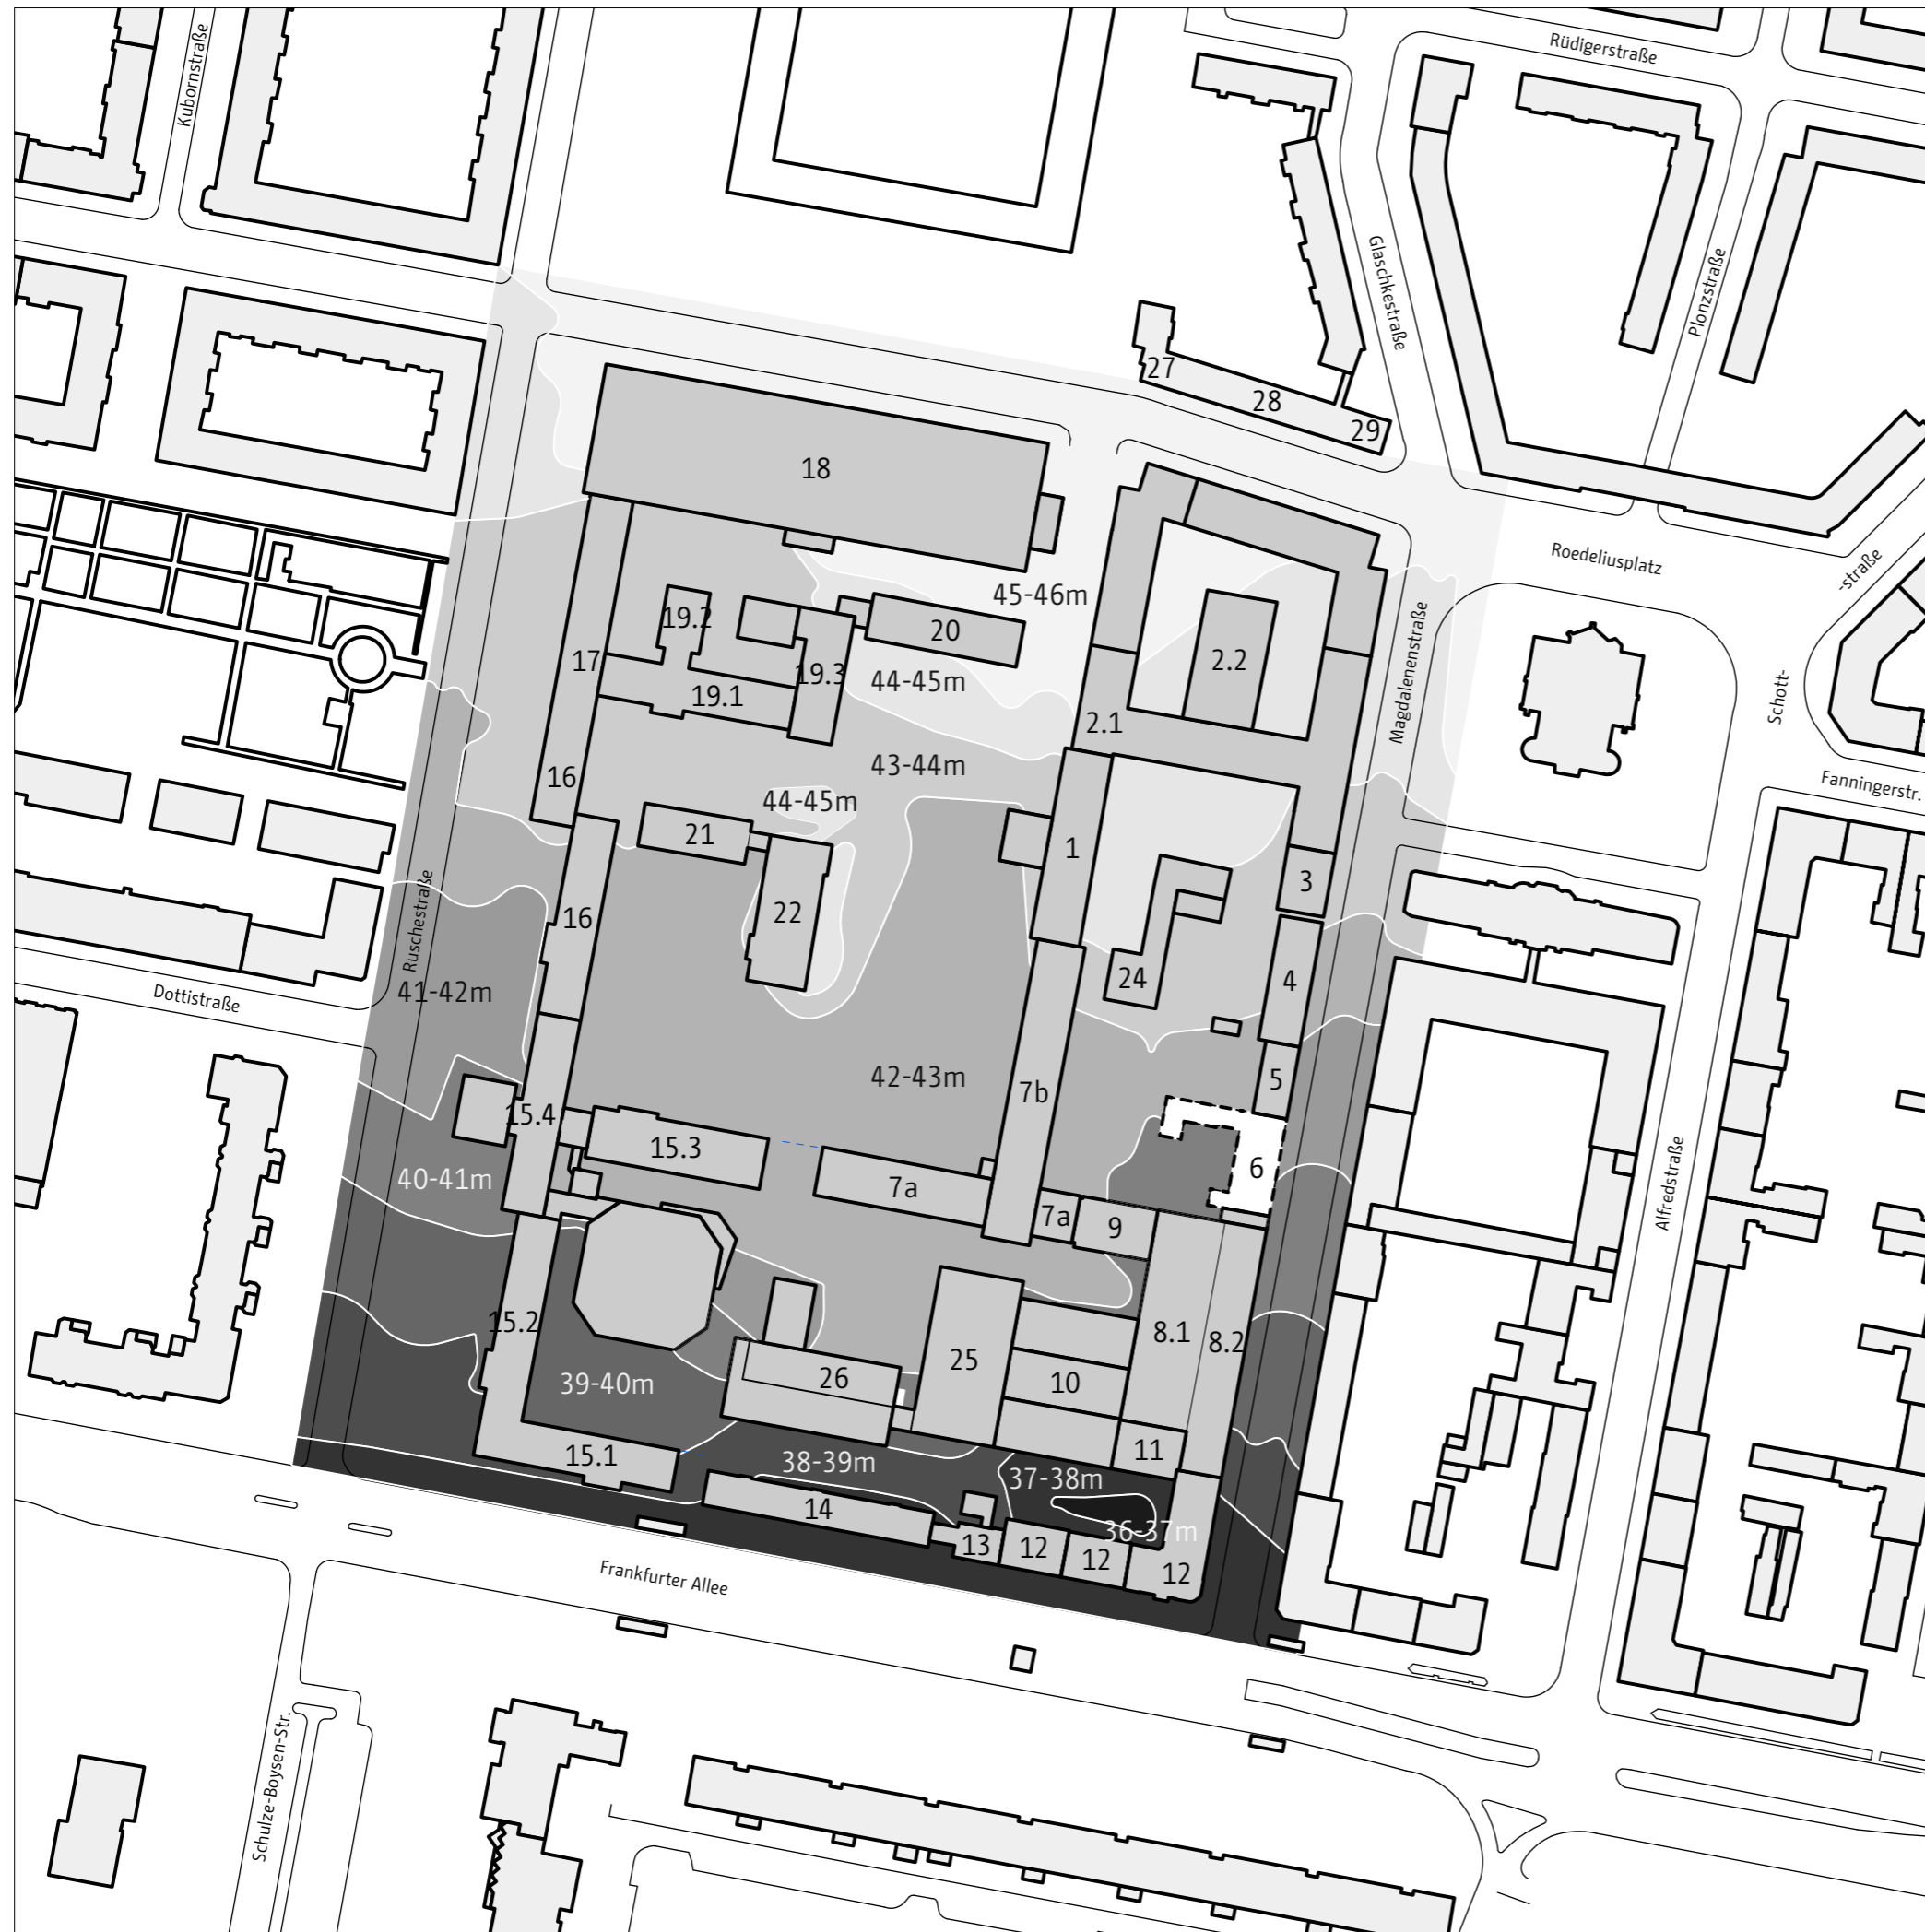 Kubornstraße
Rüdigerstraße
Glaschkestraße
Plonzstraße
27
28
29
18
Roedeliusplatz
-straße
45-46m
19.2
20
2.2
17
19.3
44-45m
19.1
Magdalenenstraße
Schott-
2.1
43-44m
16
Fanningerstr.
44-45m
21
1
3
22
16
Ruschestraße
24
4
41-42m
Dottistraße
42-43m
5
7b
15.4
15.3
6
40-41m
7a
Alfredstraße
7a
9
15.2
8.1
8.2
25
26
10
39-40m
11
15.1
38-39m
37-38m
14
36-37m
13
12
12
12
Frankfurter Allee
Schulze-Boysen-Str.